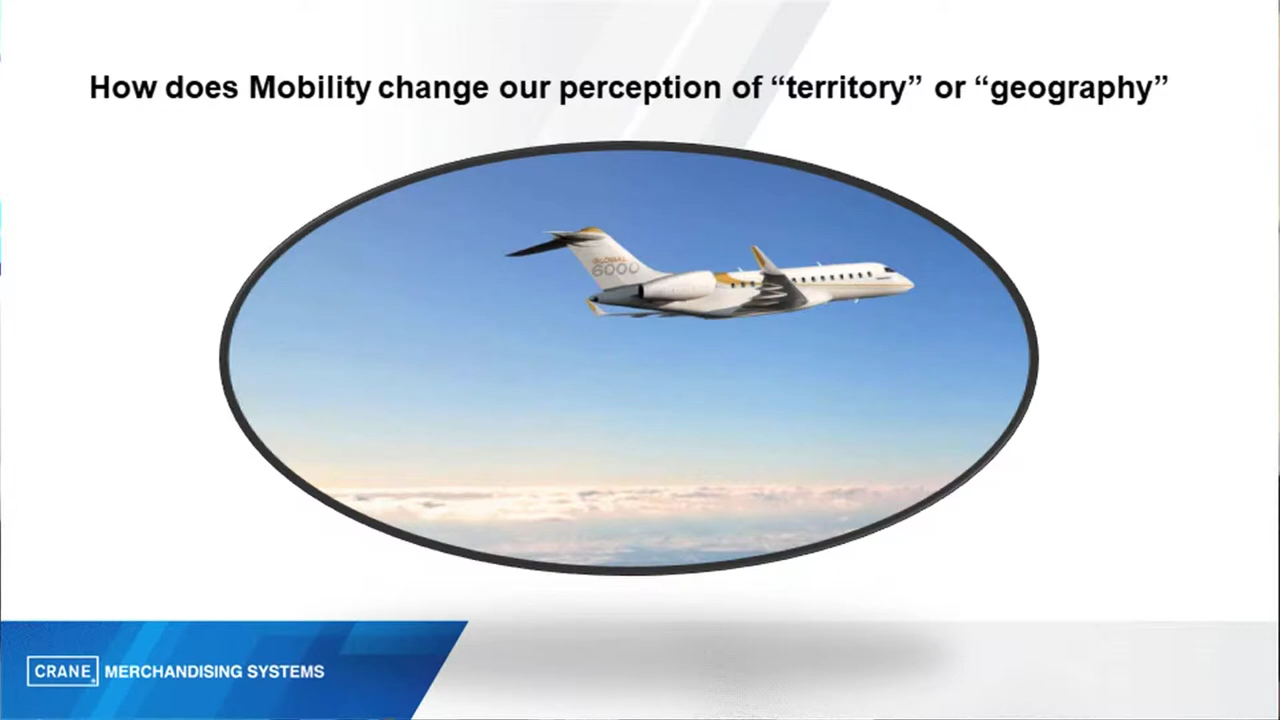 How does Mobility change our perception of “territory” or “geography”
GLOBAL
6000
CRANE MERCHANDISING SYSTEMS